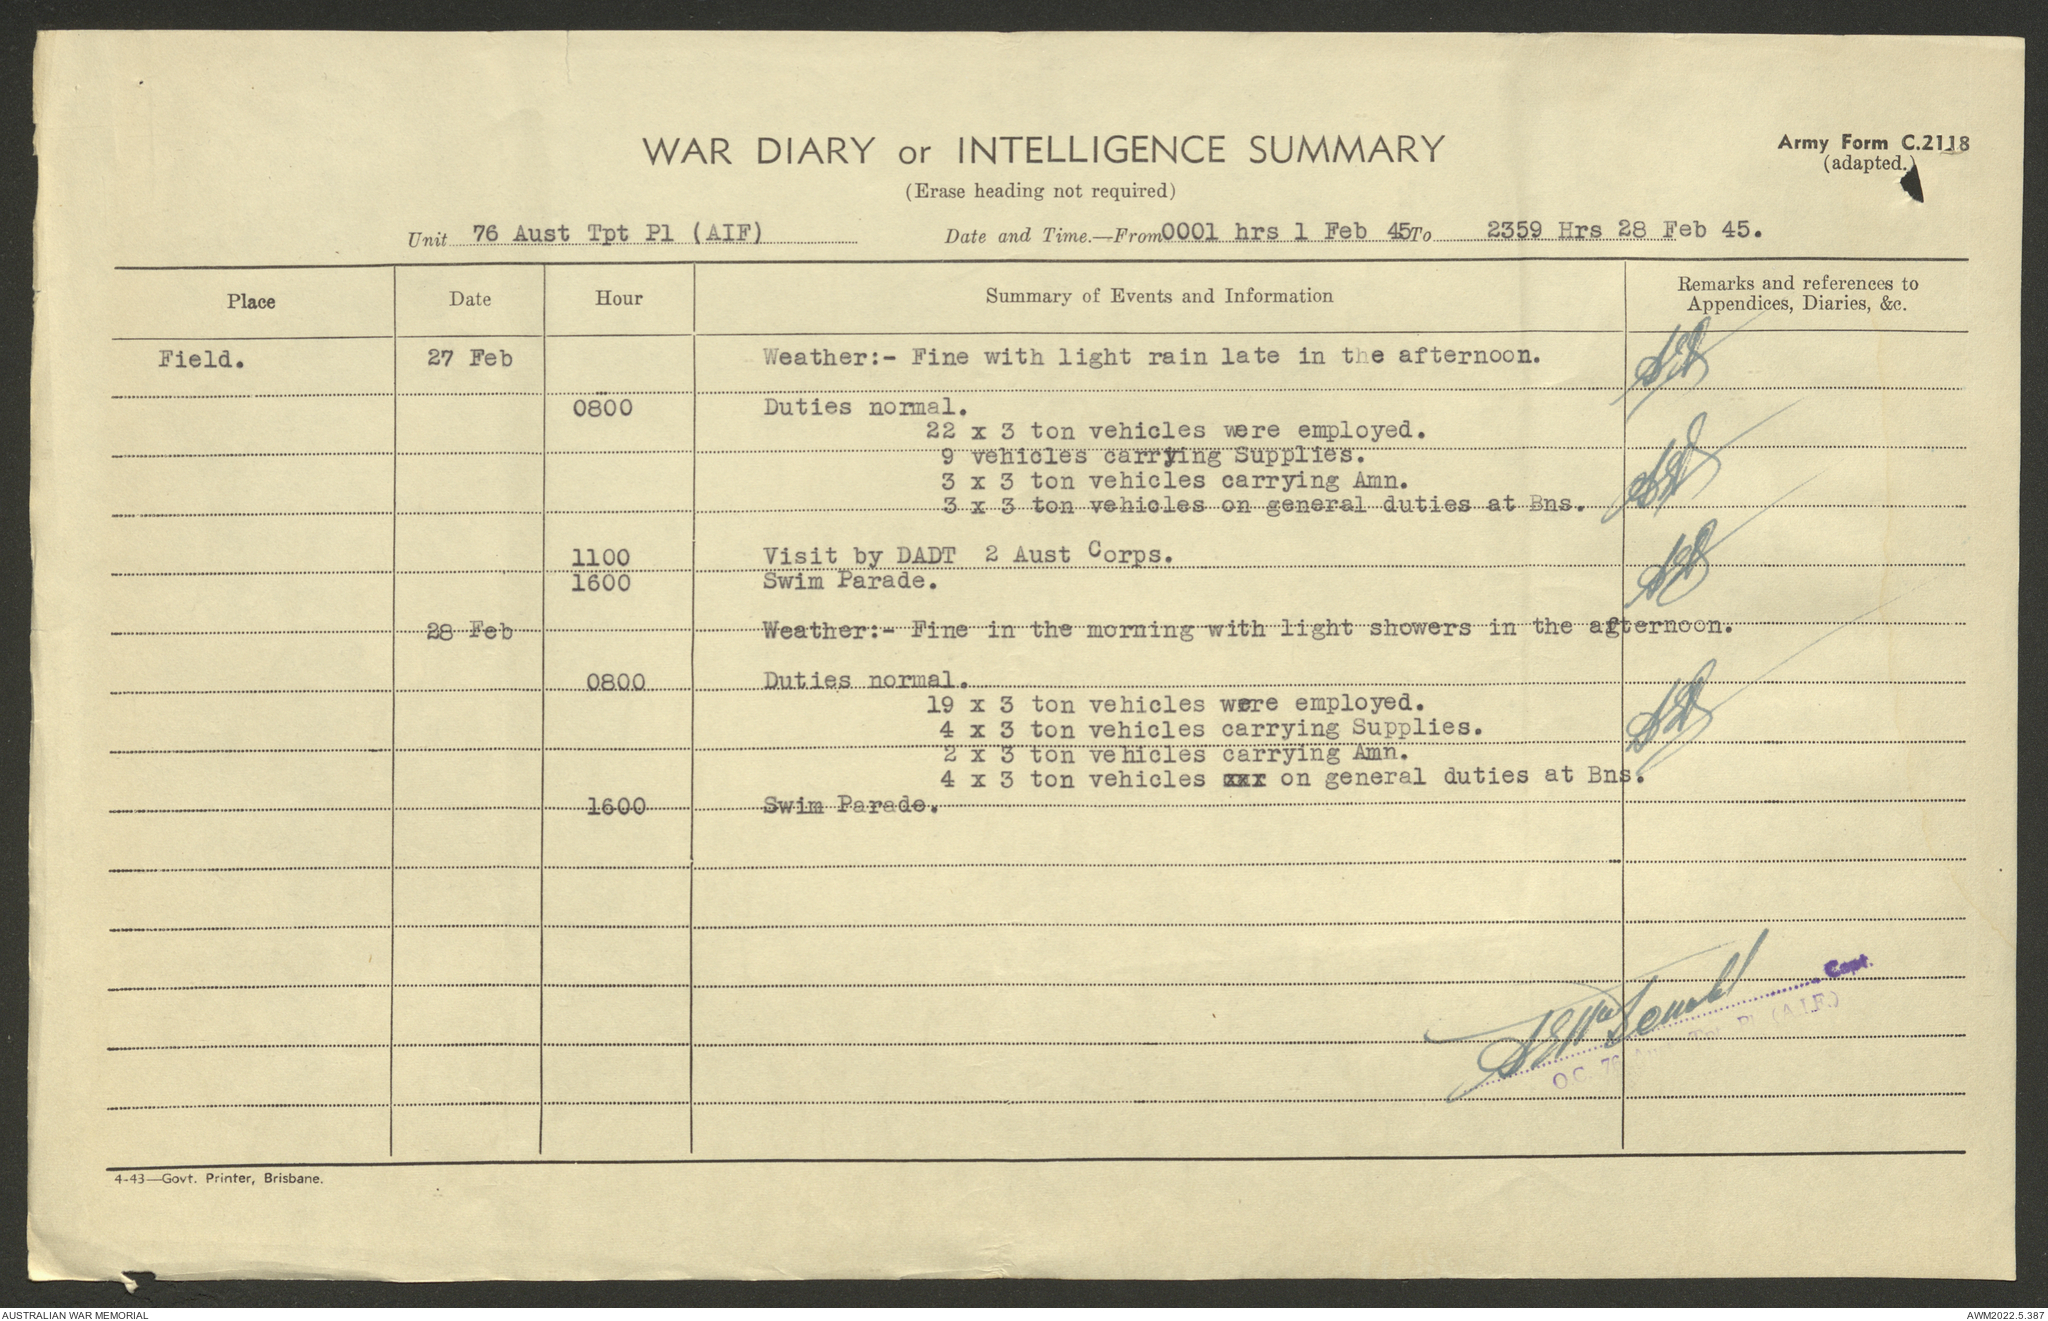 WAR DIARY or INTELLIGENCE SUMMARY
Army Form C.2118
(adapted.)
(Erase heading not required)
Unit 76 Aust Tpt Pl (AIF) Date and Time.—From 0001 hrs 1 Feb 45 To 2359 Hrs 28 Feb 45.
Place Date Hour Summary of Events and Information Remarks and references to
Appendices, Diaries, &c.
Field. 27 Feb Weather:- Fine with light rain late in the afternoon.
0800 Duties normal.
22 x 3 ton vehicles were employed.
9 vehicles carrying Supplies.
3 x 3 ton vehicles carrying Amn.
3 x 3 ton vehicles on general duties at Bns.
1100 Visit by DADT 2 Aust Corps.
1600 Swim Parade.
28 Feb Weather:- Fine in the morning with light showers in the afternoon.
0800 Duties normal.
19 x 3 ton vehicles were employed.
4 x 3 ton vehicles carrying Supplies.
2 x 3 ton vehicles carrying Amn.
4 x 3 ton vehicles xxx on general duties at Bns.
1600 Swim Parade.
Capt.
O.C. 76 Aust Tpt Pl (A.I.F.)
4-43—Govt. Printer, Brisbane.
AUSTRALIAN WAR MEMORIAL
AWM2022.5.387